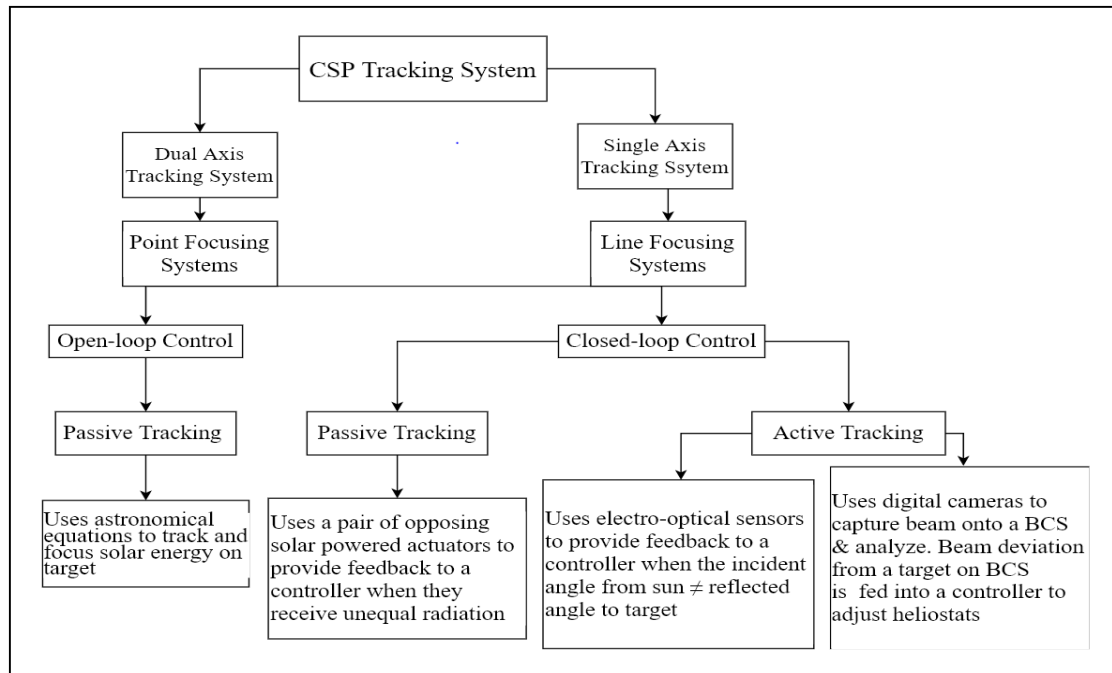 CSP Tracking System
Dual Axis
Tracking System
Single Axis
Tracking Ssytem
Point Focusing
Systems
Line Focusing
Systems
Open-loop Control
Closed-loop Control
Passive Tracking
Passive Tracking
Active Tracking
Uses astronomical
equations to track and
focus solar energy on
target
Uses a pair of opposing
solar powered actuators to
provide feedback to a
controller when they
receive unequal radiation
Uses electro-optical sensors
to provide feedback to a
controller when the incident
angle from sun ≠ reflected
angle to target
Uses digital cameras to
capture beam onto a BCS
& analyze. Beam deviation
from a target on BCS
is fed into a controller to
adjust heliostats